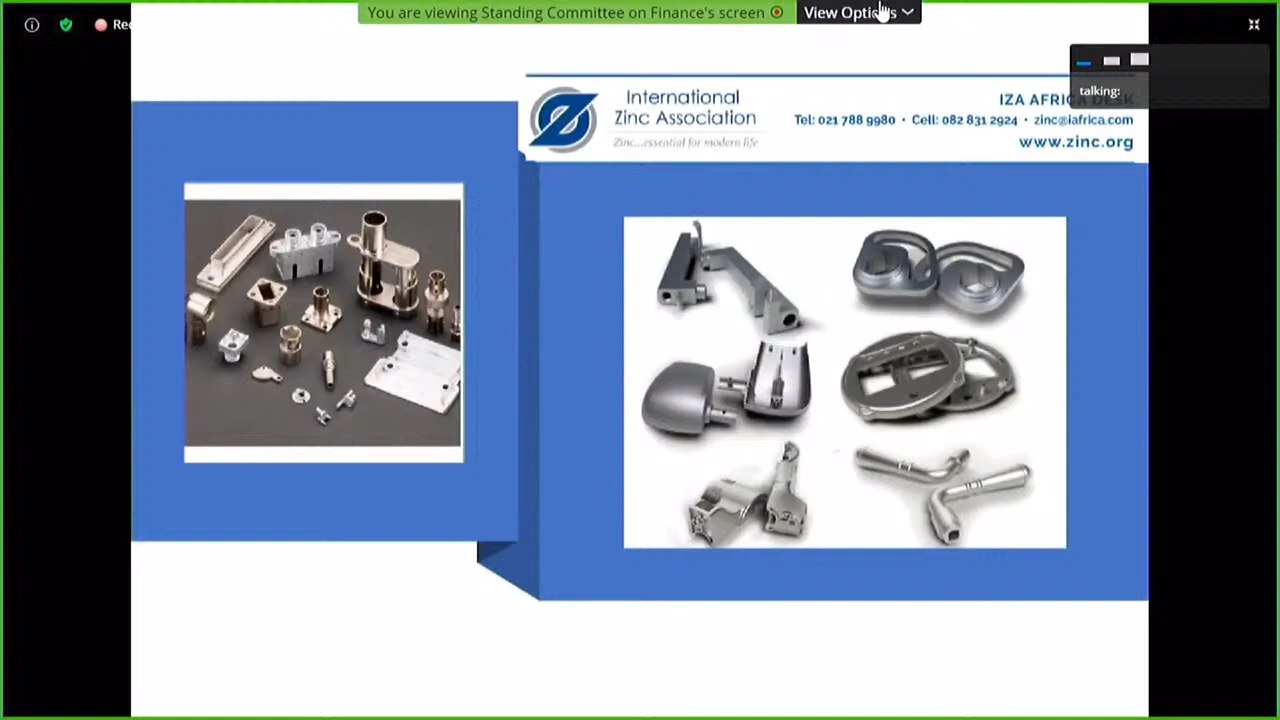 You are viewing Standing Committee on Finance's screen
View Options
Rec
talking:
International
Zinc Association
Zinc...essential for modern life
IZA AFRICA DESK
Tel: 021 788 9980 • Cell: 082 831 2924 • zinc@iafrica.com
www.zinc.org